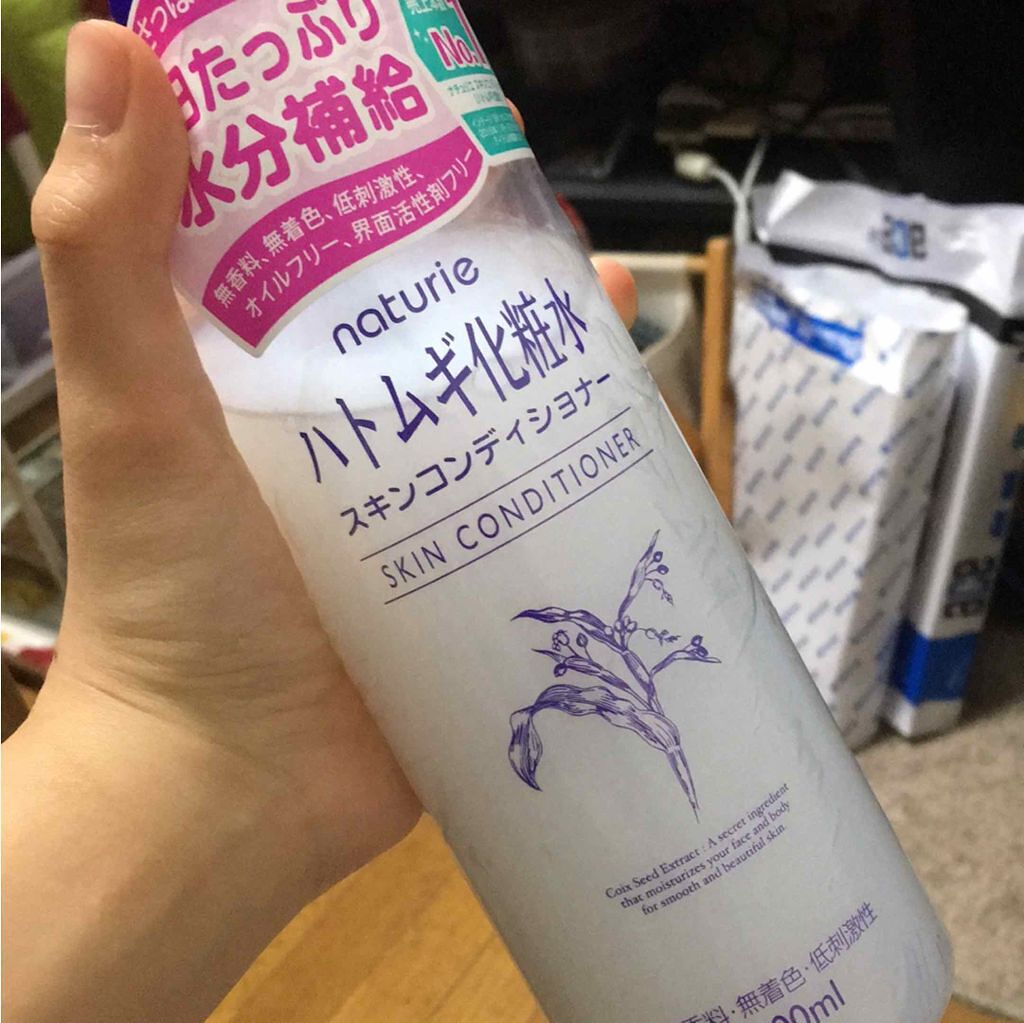 たっぷり
水分補給
無香料、無着色、低刺激性、
オイルフリー、界面活性剤フリー
No.1
naturie
ハトムギ化粧水
スキンコンディショナー
SKIN CONDITIONER
Coix Seed Extract : A secret ingredient
that moisturizes your face and body
for smooth and beautiful skin.
香料・無着色・低刺激性
00ml